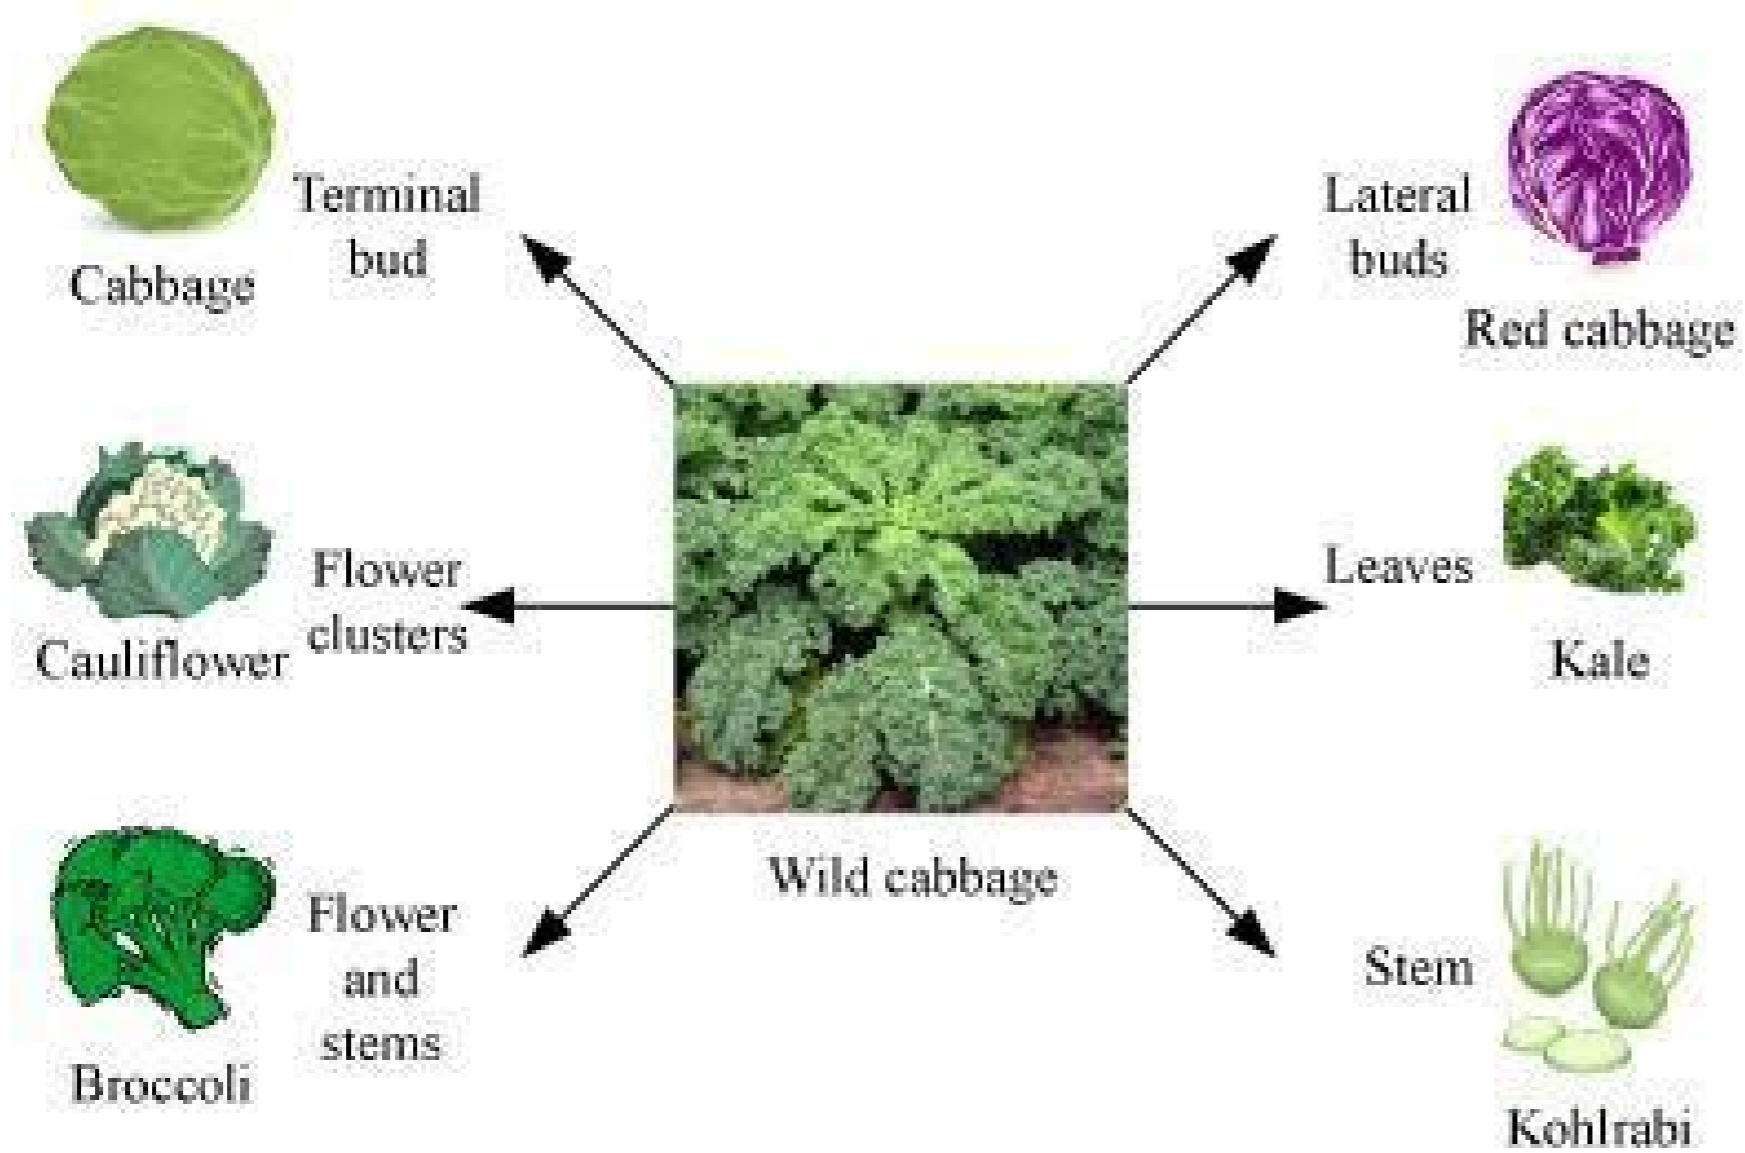 Terminal
bud
Cabbage
Lateral
buds
Red cabbage
Flower
clusters
Cauliflower
Leaves
Kale
Wild cabbage
Flower
and
stems
Broccoli
Stem
Kohlrabi